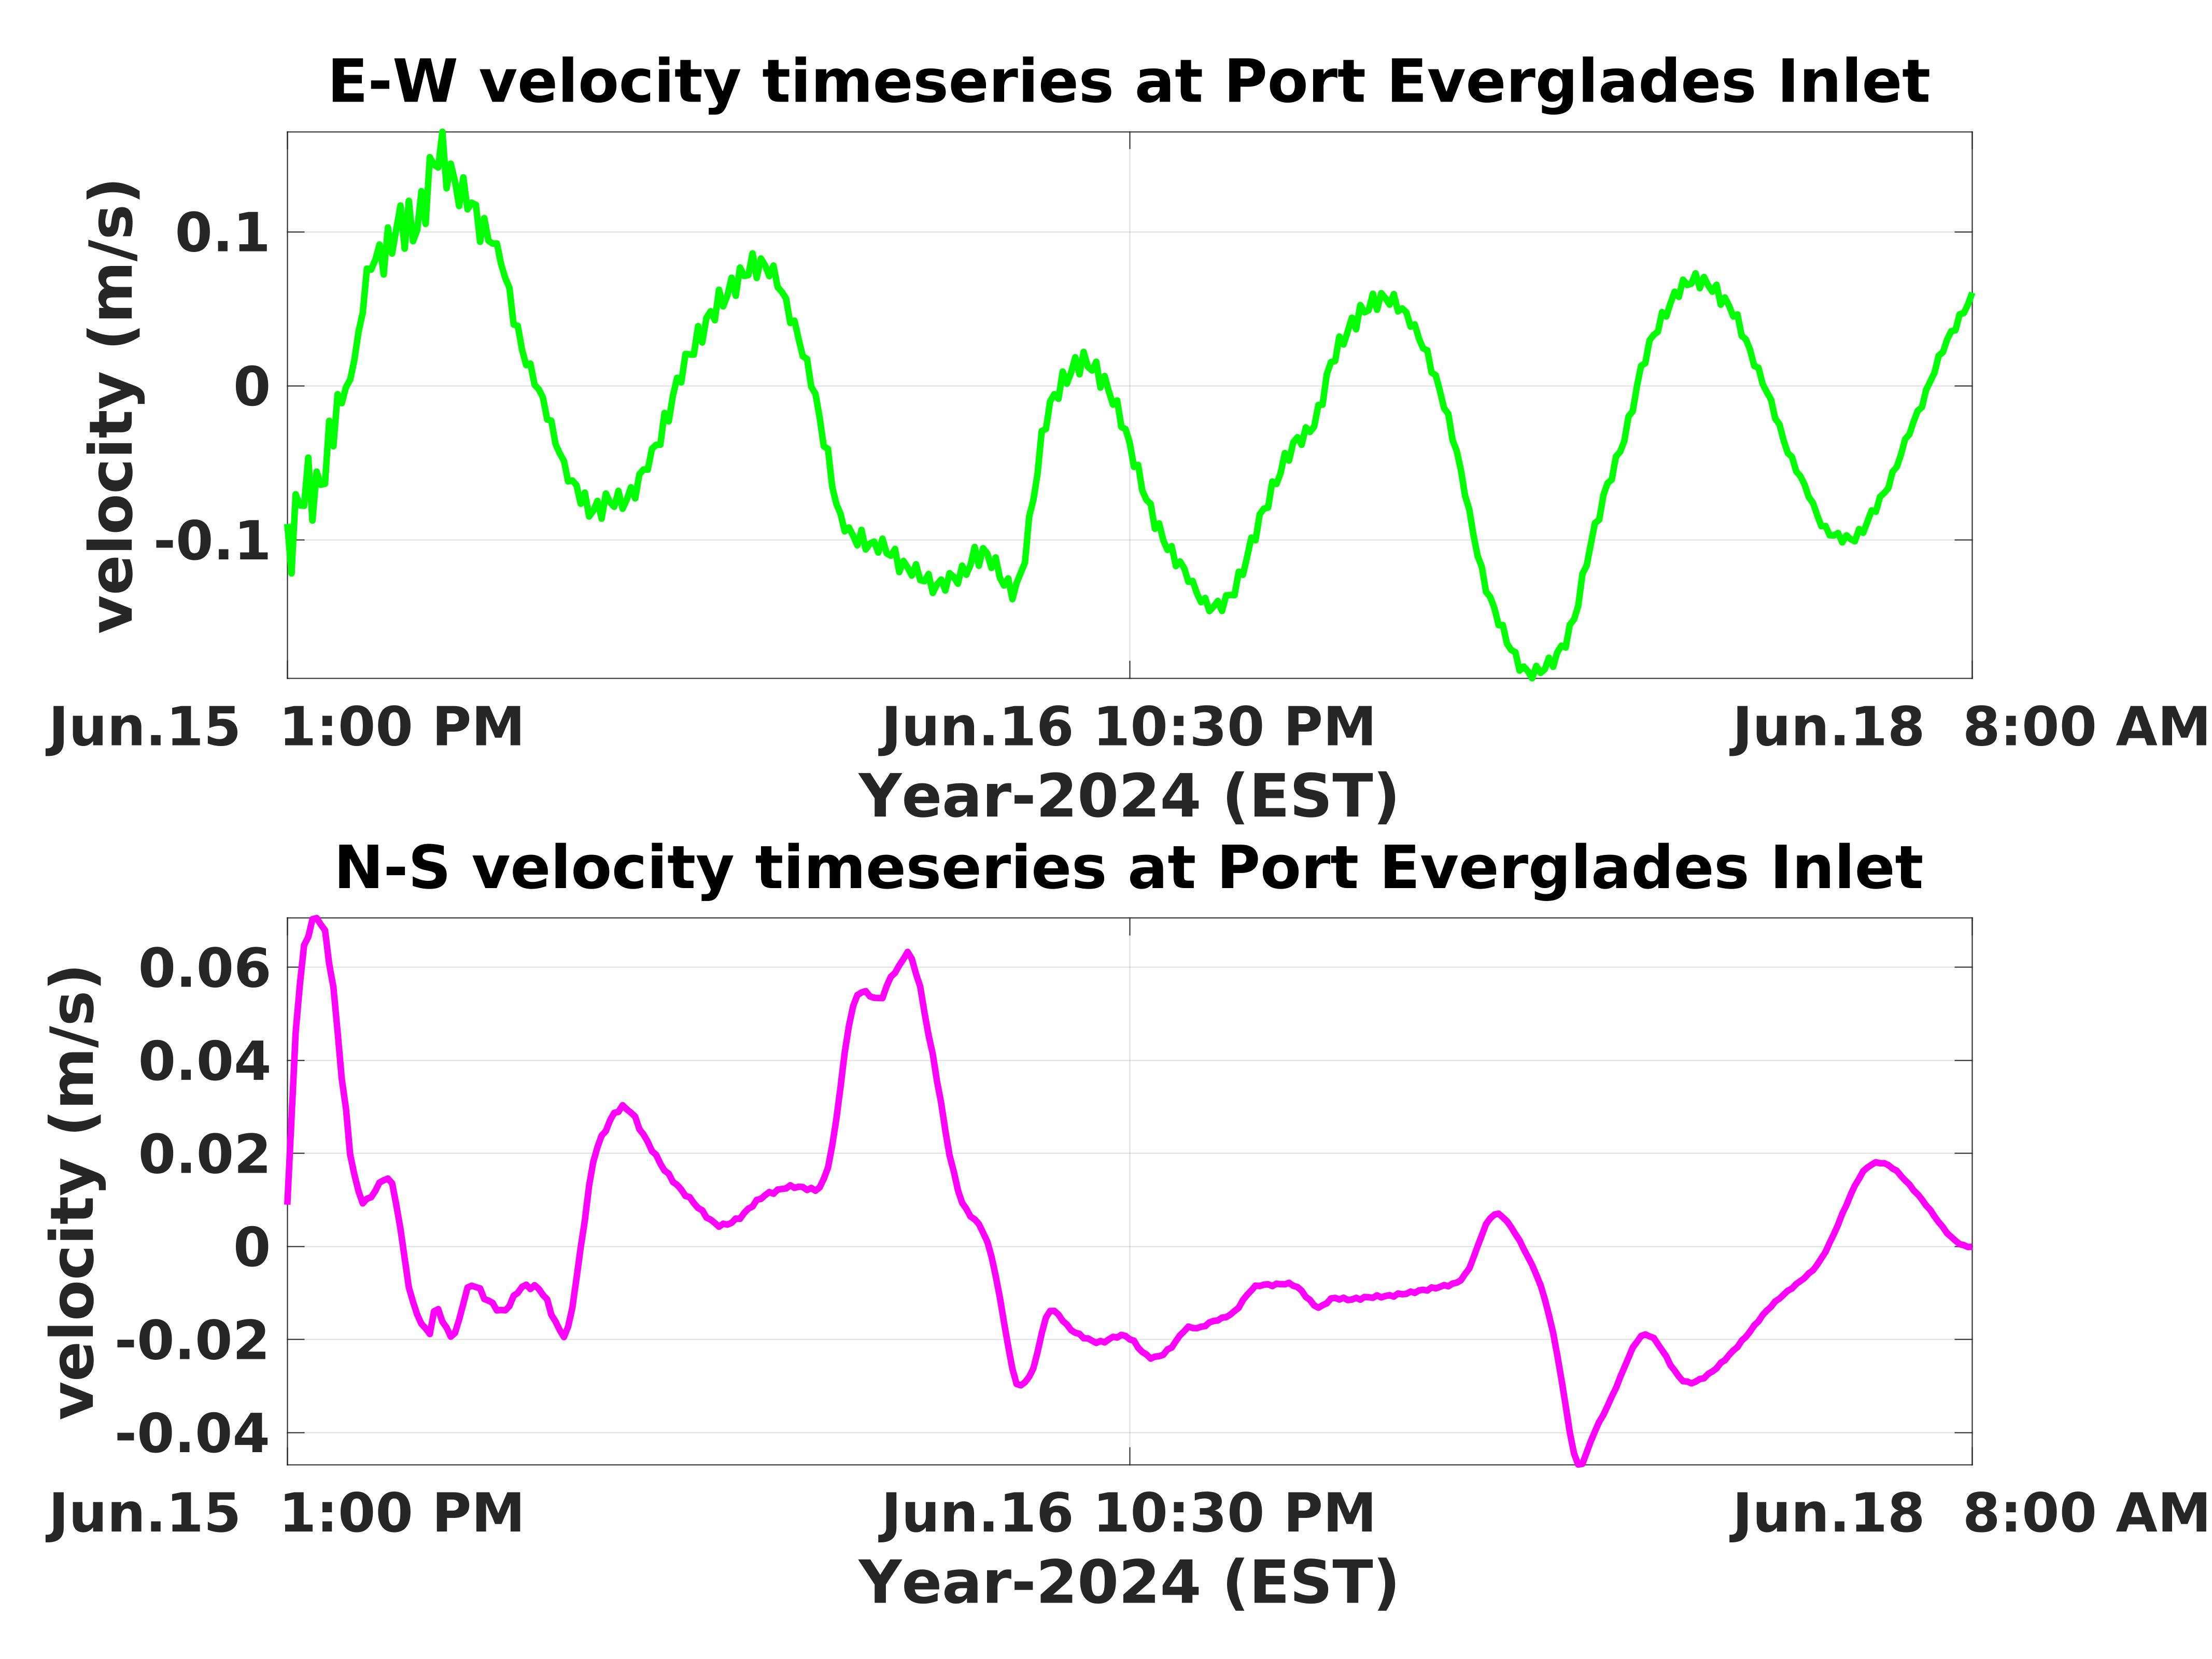 E-W velocity timeseries at Port Everglades Inlet
velocity (m/s)
0.1
0
-0.1
Jun.15  1:00 PM
Jun.16 10:30 PM
Jun.18  8:00 AM
Year-2024 (EST)
N-S velocity timeseries at Port Everglades Inlet
velocity (m/s)
0.06
0.04
0.02
0
-0.02
-0.04
Jun.15  1:00 PM
Jun.16 10:30 PM
Jun.18  8:00 AM
Year-2024 (EST)